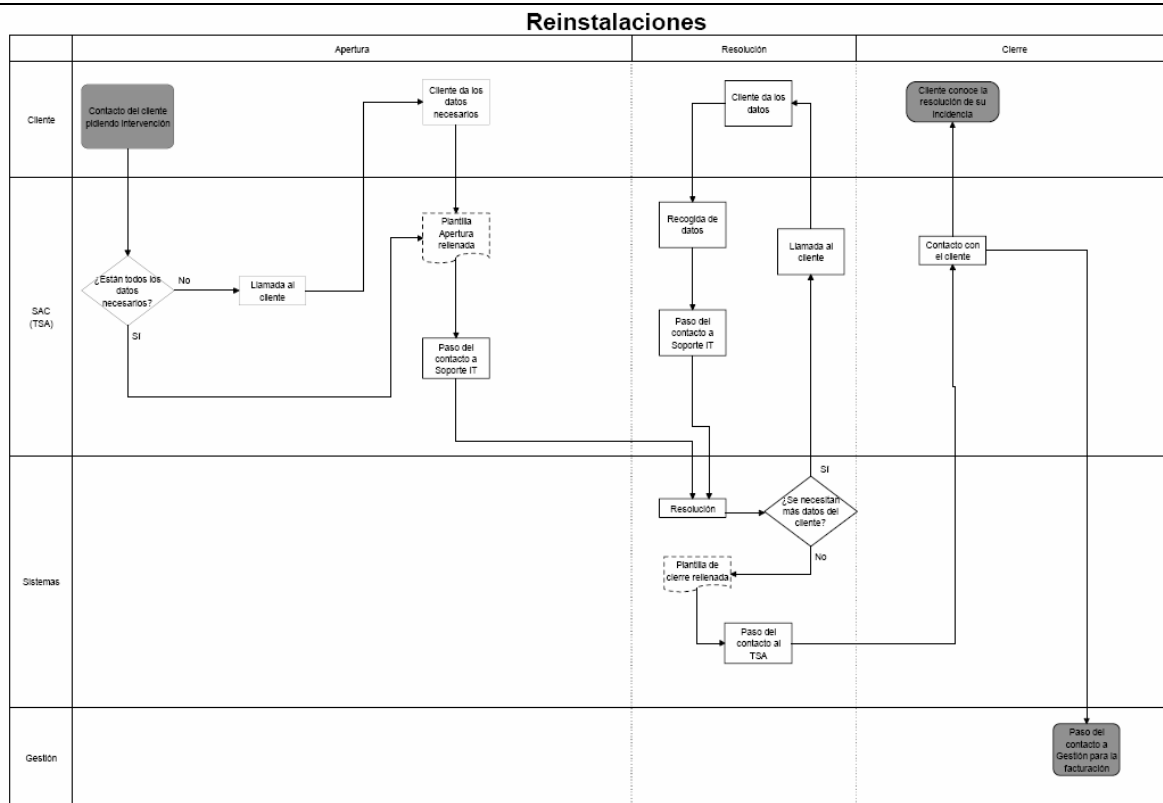 Reinstalaciones
Apertura
Resolución
Cierre
Cliente
Contacto del cliente
pidiendo intervención
Cliente da los
datos
necesarios
Cliente da los
datos
Cliente conoce la
resolución de su
incidencia
SAC
(TSA)
¿Están todos los
datos
necesarios?
No
Sí
Llamada al
cliente
Plantilla
Apertura
rellenada
Paso del
contacto a
Soporte IT
Recogida de
datos
Paso del
contacto a
Soporte IT
Llamada al
cliente
Contacto con
el cliente
Sistemas
Resolución
¿Se necesitan
más datos del
cliente?
Sí
No
Plantilla de
cierre rellenada
Paso del
contacto al
TSA
Gestión
Paso del
contacto a
Gestión para la
facturación